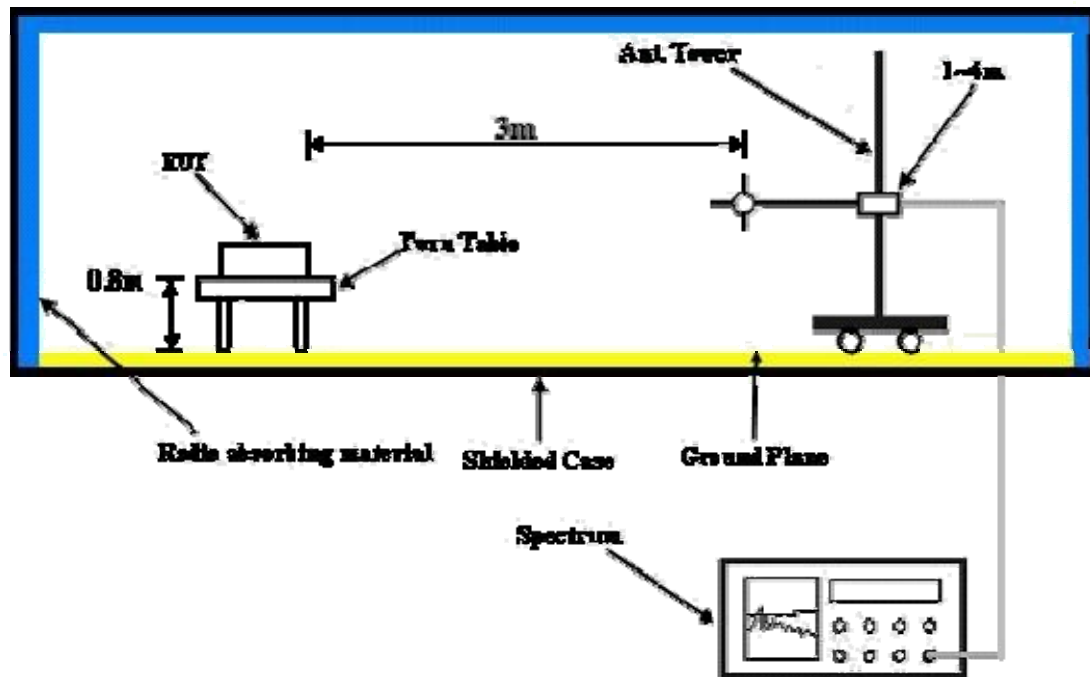 Ant. Tower
1~4m
3m
EUT
Turn Table
0.8m
Radio absorbing material
Shielded Case
Ground Plane
Spectrum